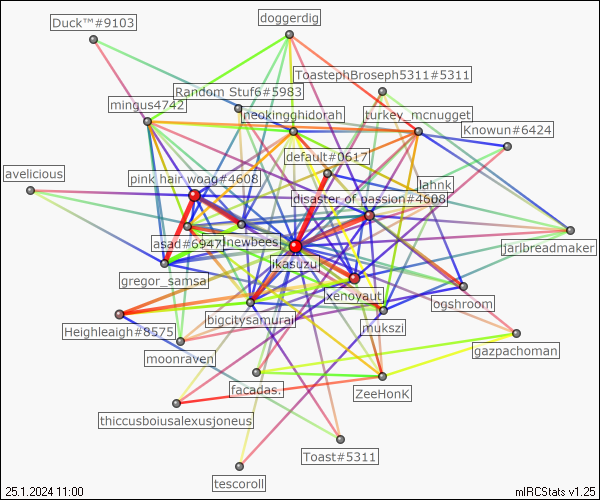 doggerdig
Duck™#9103
ToastephBroseph5311#5311
Random Stuf6#5983
mingus4742
neokingghidorah
turkey_mcnugget
Knowun#6424
default#0617
avelicious
pink hair woag#4608
lahnk
disaster of passion#4608
asad#6947
newbees
jarlbreadmaker
ikasuzu
gregor_samsa
xenoyaut
ogshroom
bigcitysamurai
Heighleagh#8575
mukszi
moonraven
gazpachoman
facadas.
ZeeHonK
thiccusboiusalexusjoneus
Toast#5311
tescoroll
25.1.2024 11:00
mIRCStats v1.25